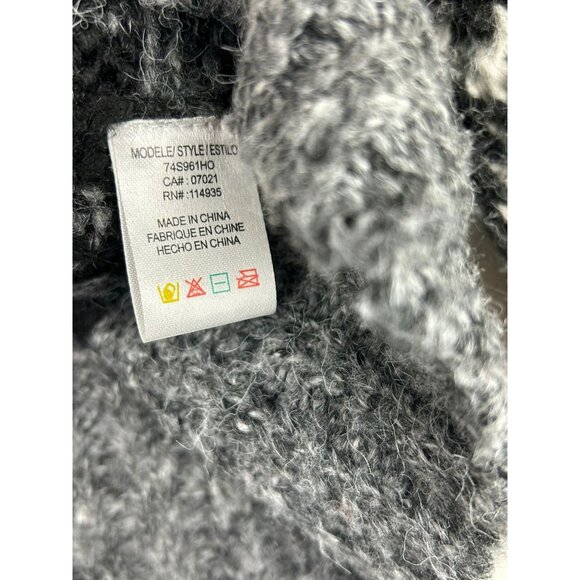 MODELE/ STYLE / ESTILO
74S961HO
CA# : 07021
RN# : 114935
MADE IN CHINA
FABRIQUE EN CHINE
HECHO EN CHINA